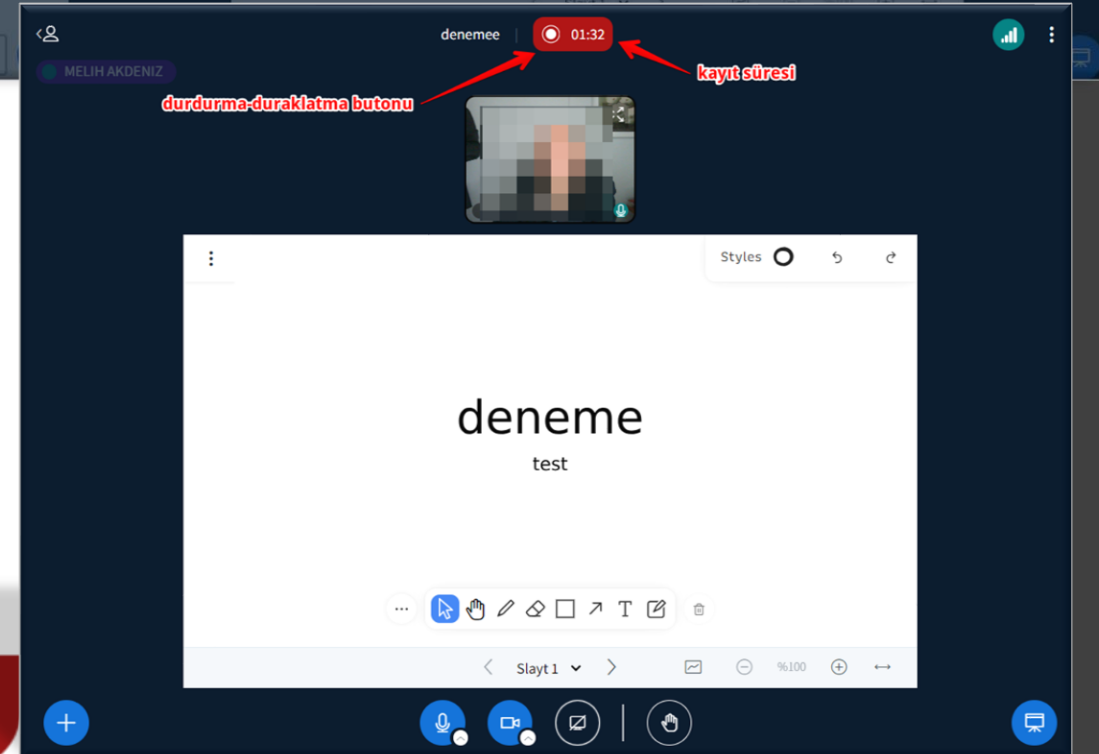 denemee
01:32
MELIH AKDENIZ
kayıt süresi
durdurma-duraklatma butonu
Styles
deneme
test
T
Slayt 1
%100